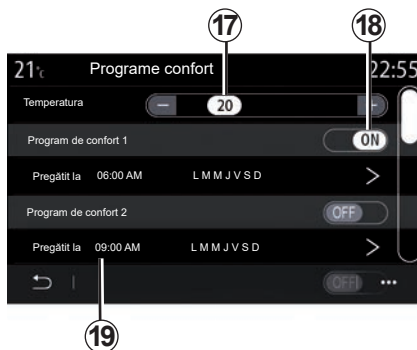 17 18
21°c Programe confort 22:55
Temperatura − 20 +
Program de confort 1 ON
Pregătit la 06:00 AM L M M J V S D >
Program de confort 2 OFF
Pregătit la 09:00 AM L M M J V S D >
OFF ...
19